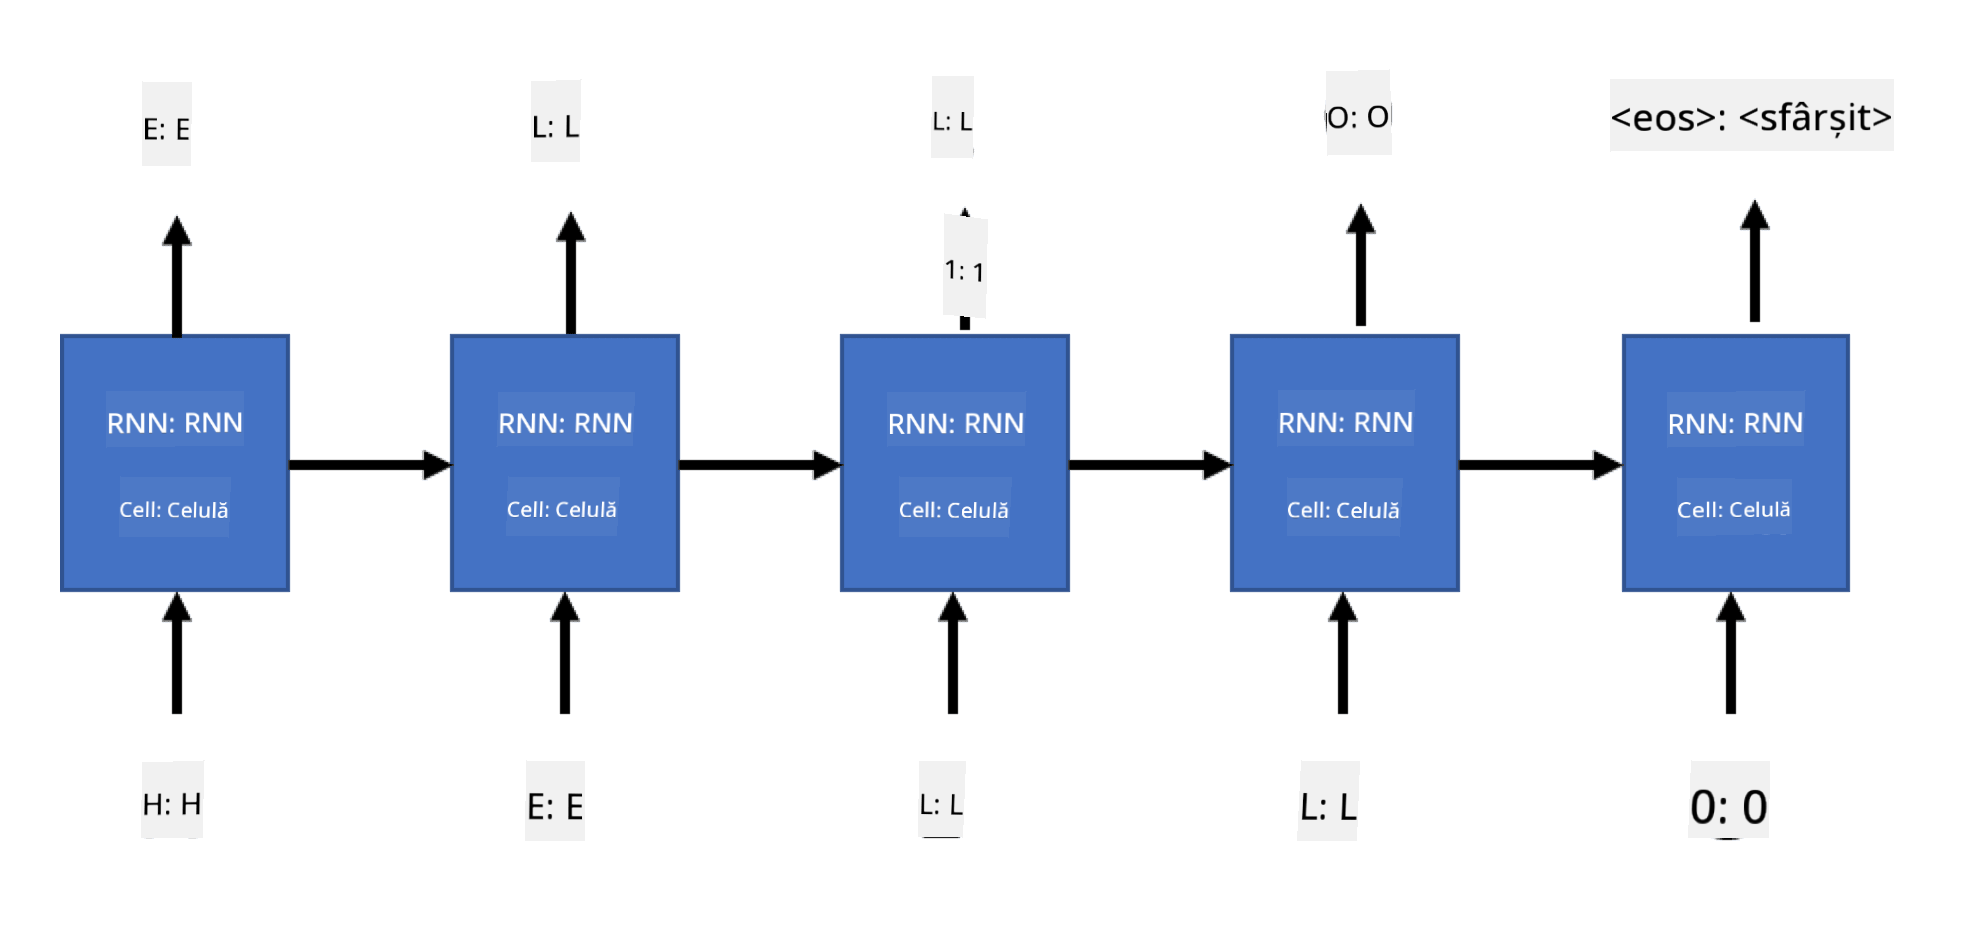 E: E
L: L
L: L
O: O
<eos>: <sfârșit>
1: 1
RNN: RNN
Cell: Celulă
RNN: RNN
Cell: Celulă
RNN: RNN
Cell: Celulă
RNN: RNN
Cell: Celulă
RNN: RNN
Cell: Celulă
H: H
E: E
L: L
L: L
0: 0